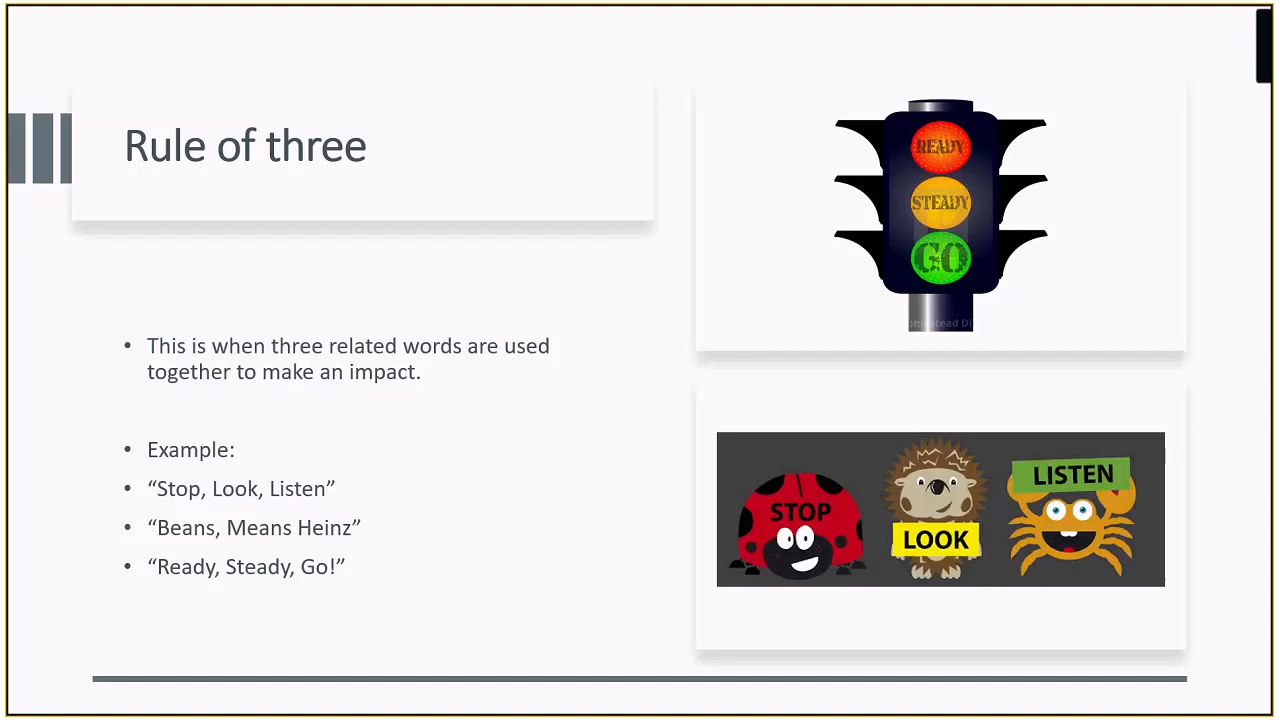 Rule of three
• This is when three related words are used
together to make an impact.
• Example:
• “Stop, Look, Listen”
• “Beans, Means Heinz”
• “Ready, Steady, Go!”
READY
STEADY
GO
STOP
LOOK
LISTEN